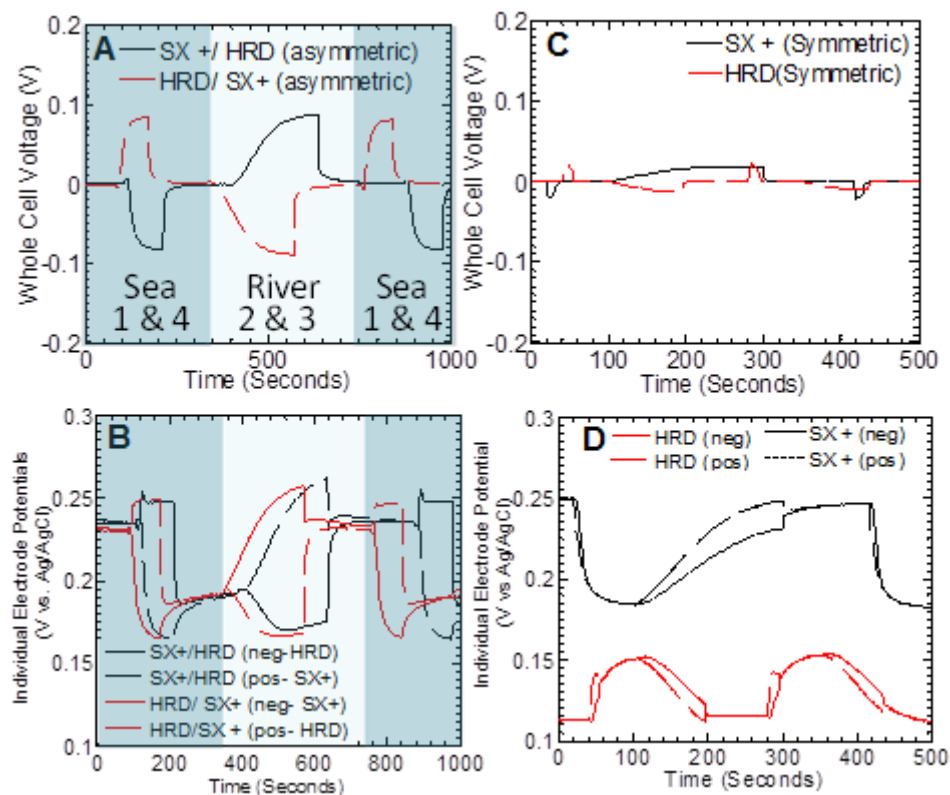 A
SX +/ HRD (asymmetric)
HRD/ SX+ (asymmetric)
Whole Cell Voltage (V)
0.2
0.1
0
-0.1
-0.2
Sea
1 & 4
River
2 & 3
Sea
1 & 4
0
500
1000
Time (Seconds)
C
SX + (Symmetric)
HRD(Symmetric)
Whole Cell Voltage (V)
0.2
0.1
0
-0.1
-0.2
0
100
200
300
400
500
Time (Seconds)
B
Individual Electrode Potentials
(V vs. Ag/AgCl)
0.3
0.25
0.2
0.15
0.1
SX+/HRD (neg-HRD)
SX+/HRD (pos- SX+)
HRD/ SX+ (neg- SX+)
HRD/SX + (pos- HRD)
0
200
400
600
800
1000
Time (Seconds)
D
HRD (neg)
HRD (pos)
SX + (neg)
SX + (pos)
Individual Electrode Potential
(V vs Ag/AgCl)
0.3
0.25
0.2
0.15
0.1
0
100
200
300
400
500
Time (Seconds)